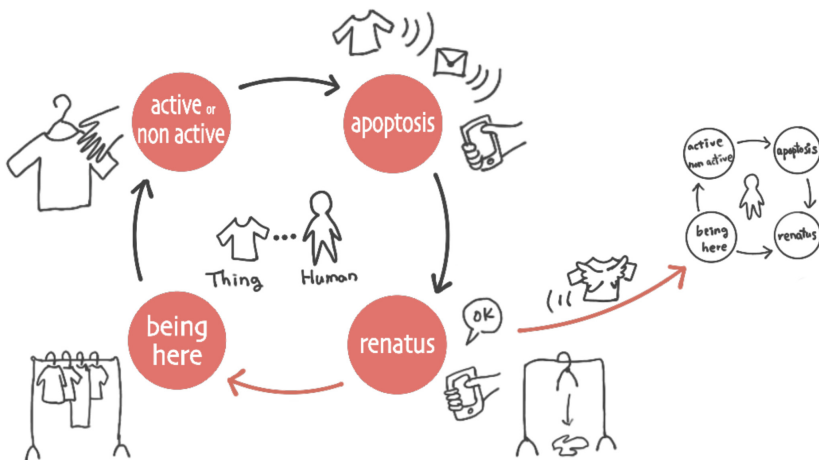 active or
non active
apoptosis
Thing
Human
being
here
renatus
OK
active
non active
apoptosis
being
here
renatus